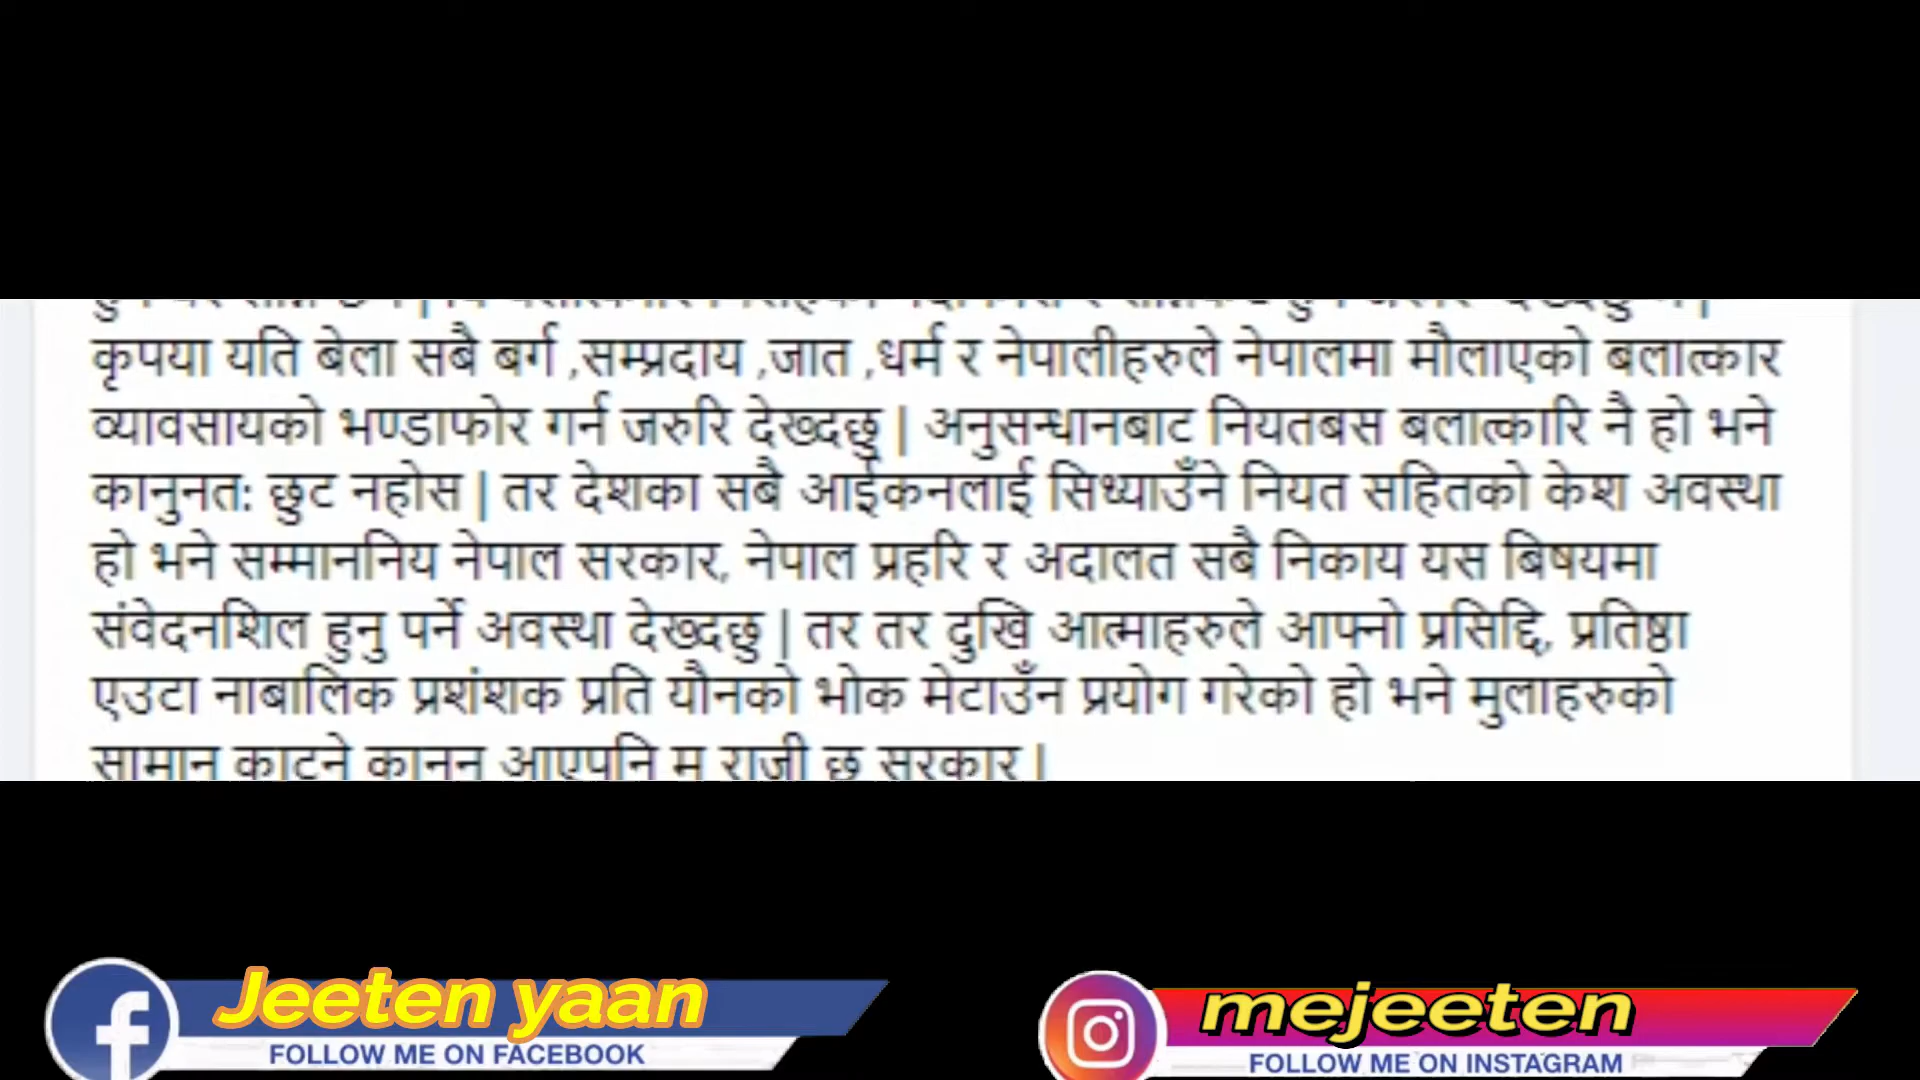 कृपया यति बेला सबै बर्ग ,सम्प्रदाय ,जात ,धर्म र नेपालीहरुले नेपालमा मौलाएको बलात्कार
व्यावसायको भण्डाफोर गर्न जरुरि देख्दछु | अनुसन्धानबाट नियतबस बलात्कारि नै हो भने
कानुनत: छुट नहोस | तर देशका सबै आईकनलाई सिध्याउँने नियत सहितको केश अवस्था
हो भने सम्माननिय नेपाल सरकार, नेपाल प्रहरि र अदालत सबै निकाय यस बिषयमा
संवेदनशिल हुनु पर्ने अवस्था देख्दछु | तर तर दुखि आत्माहरुले आफ्नो प्रसिद्दि, प्रतिष्ठा
एउटा नाबालिक प्रशंशक प्रति यौनको भोक मेटाउँन प्रयोग गरेको हो भने मुलाहरुको
सामान काटने कानुन आएपनि म राजी छु सरकार |
Jeeten yaan
FOLLOW ME ON FACEBOOK
mejeeten
FOLLOW ME ON INSTAGRAM